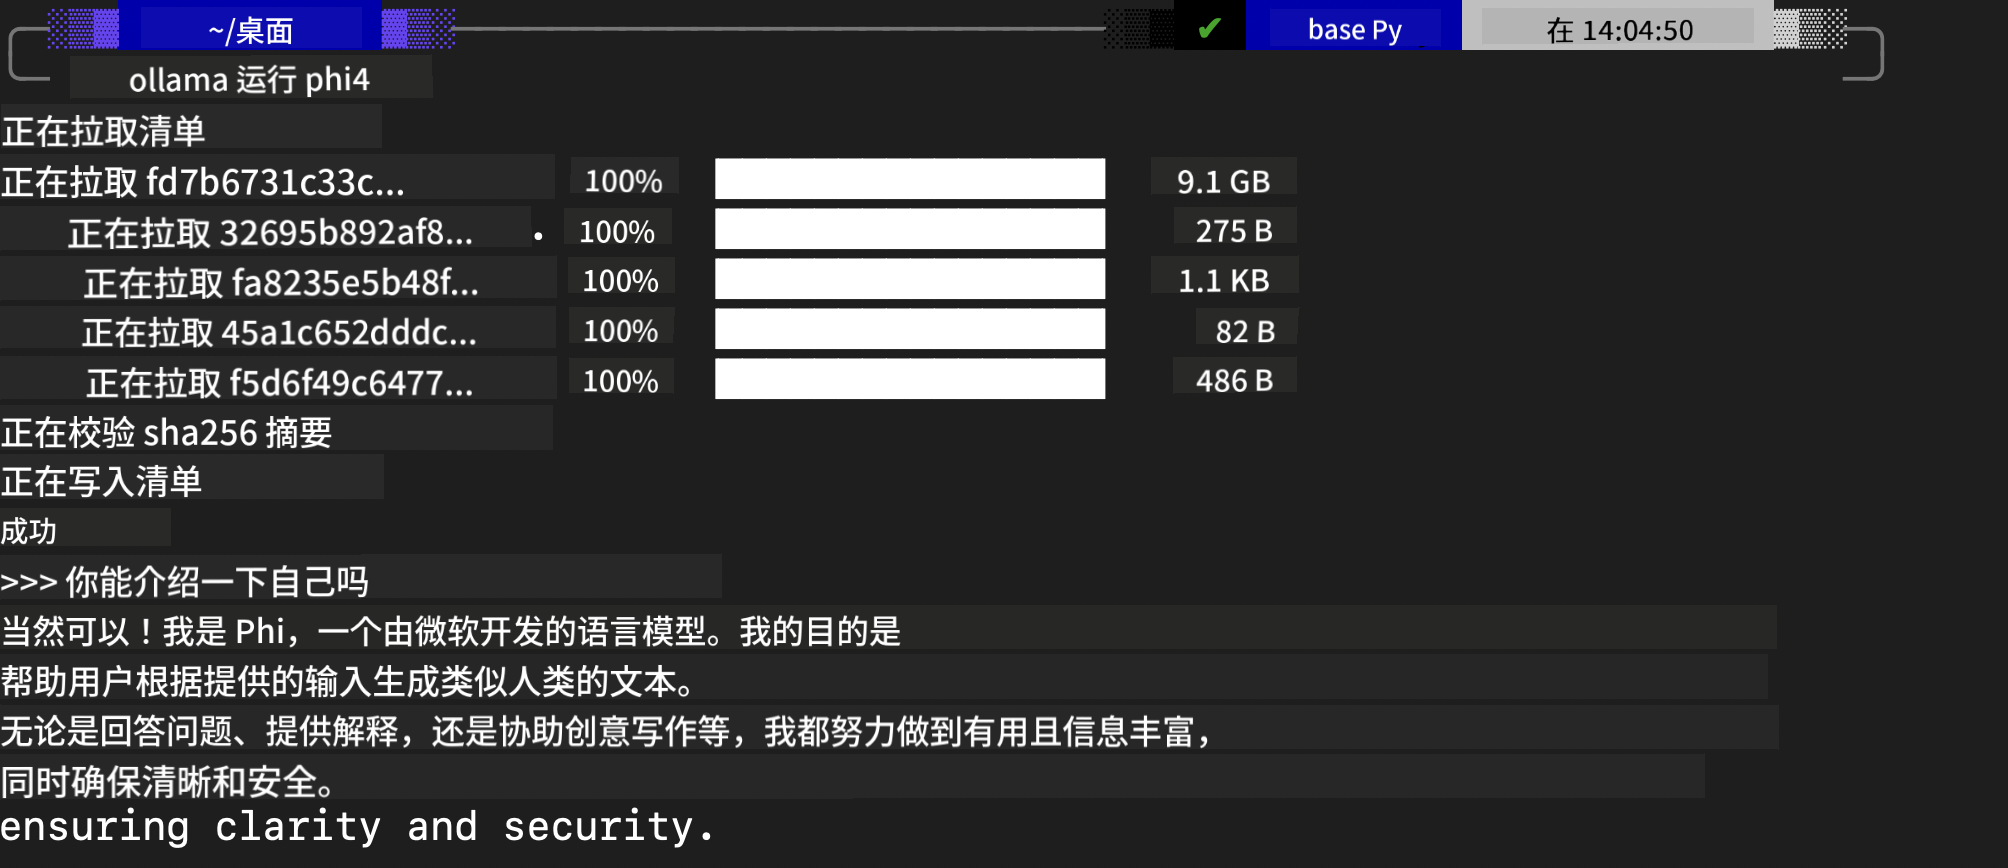 ~/桌面 ✔ base Py 在 14:04:50
ollama 运行 phi4
正在拉取清单
正在拉取 fd7b6731c33c... 100% 9.1 GB
正在拉取 32695b892af8... 100% 275 B
正在拉取 fa8235e5b48f... 100% 1.1 KB
正在拉取 45a1c652dddc... 100% 82 B
正在拉取 f5d6f49c6477... 100% 486 B
正在校验 sha256 摘要
正在写入清单
成功
>>> 你能介绍一下自己吗
当然可以！我是 Phi，一个由微软开发的语言模型。我的目的是
帮助用户根据提供的输入生成类似人类的文本。
无论是回答问题、提供解释，还是协助创意写作等，我都努力做到有用且信息丰富，
同时确保清晰和安全。
ensuring clarity and security.